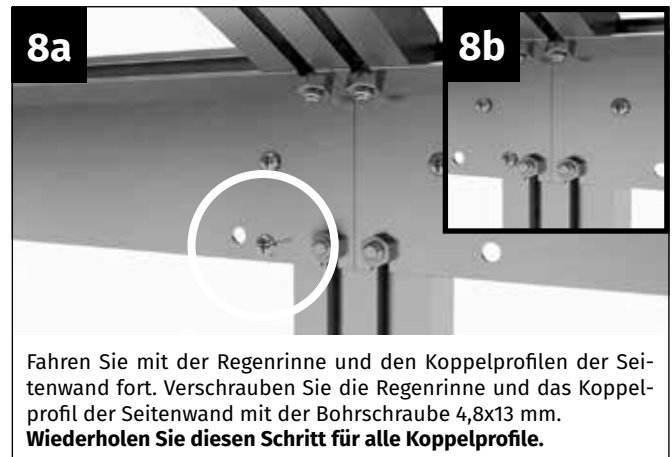 8a
8b
Fahren Sie mit der Regenrinne und den Koppelprofilen der Sei-
tenwand fort. Verschrauben Sie die Regenrinne und das Koppel-
profil der Seitenwand mit der Bohrschraube 4,8x13 mm.
Wiederholen Sie diesen Schritt für alle Koppelprofile.